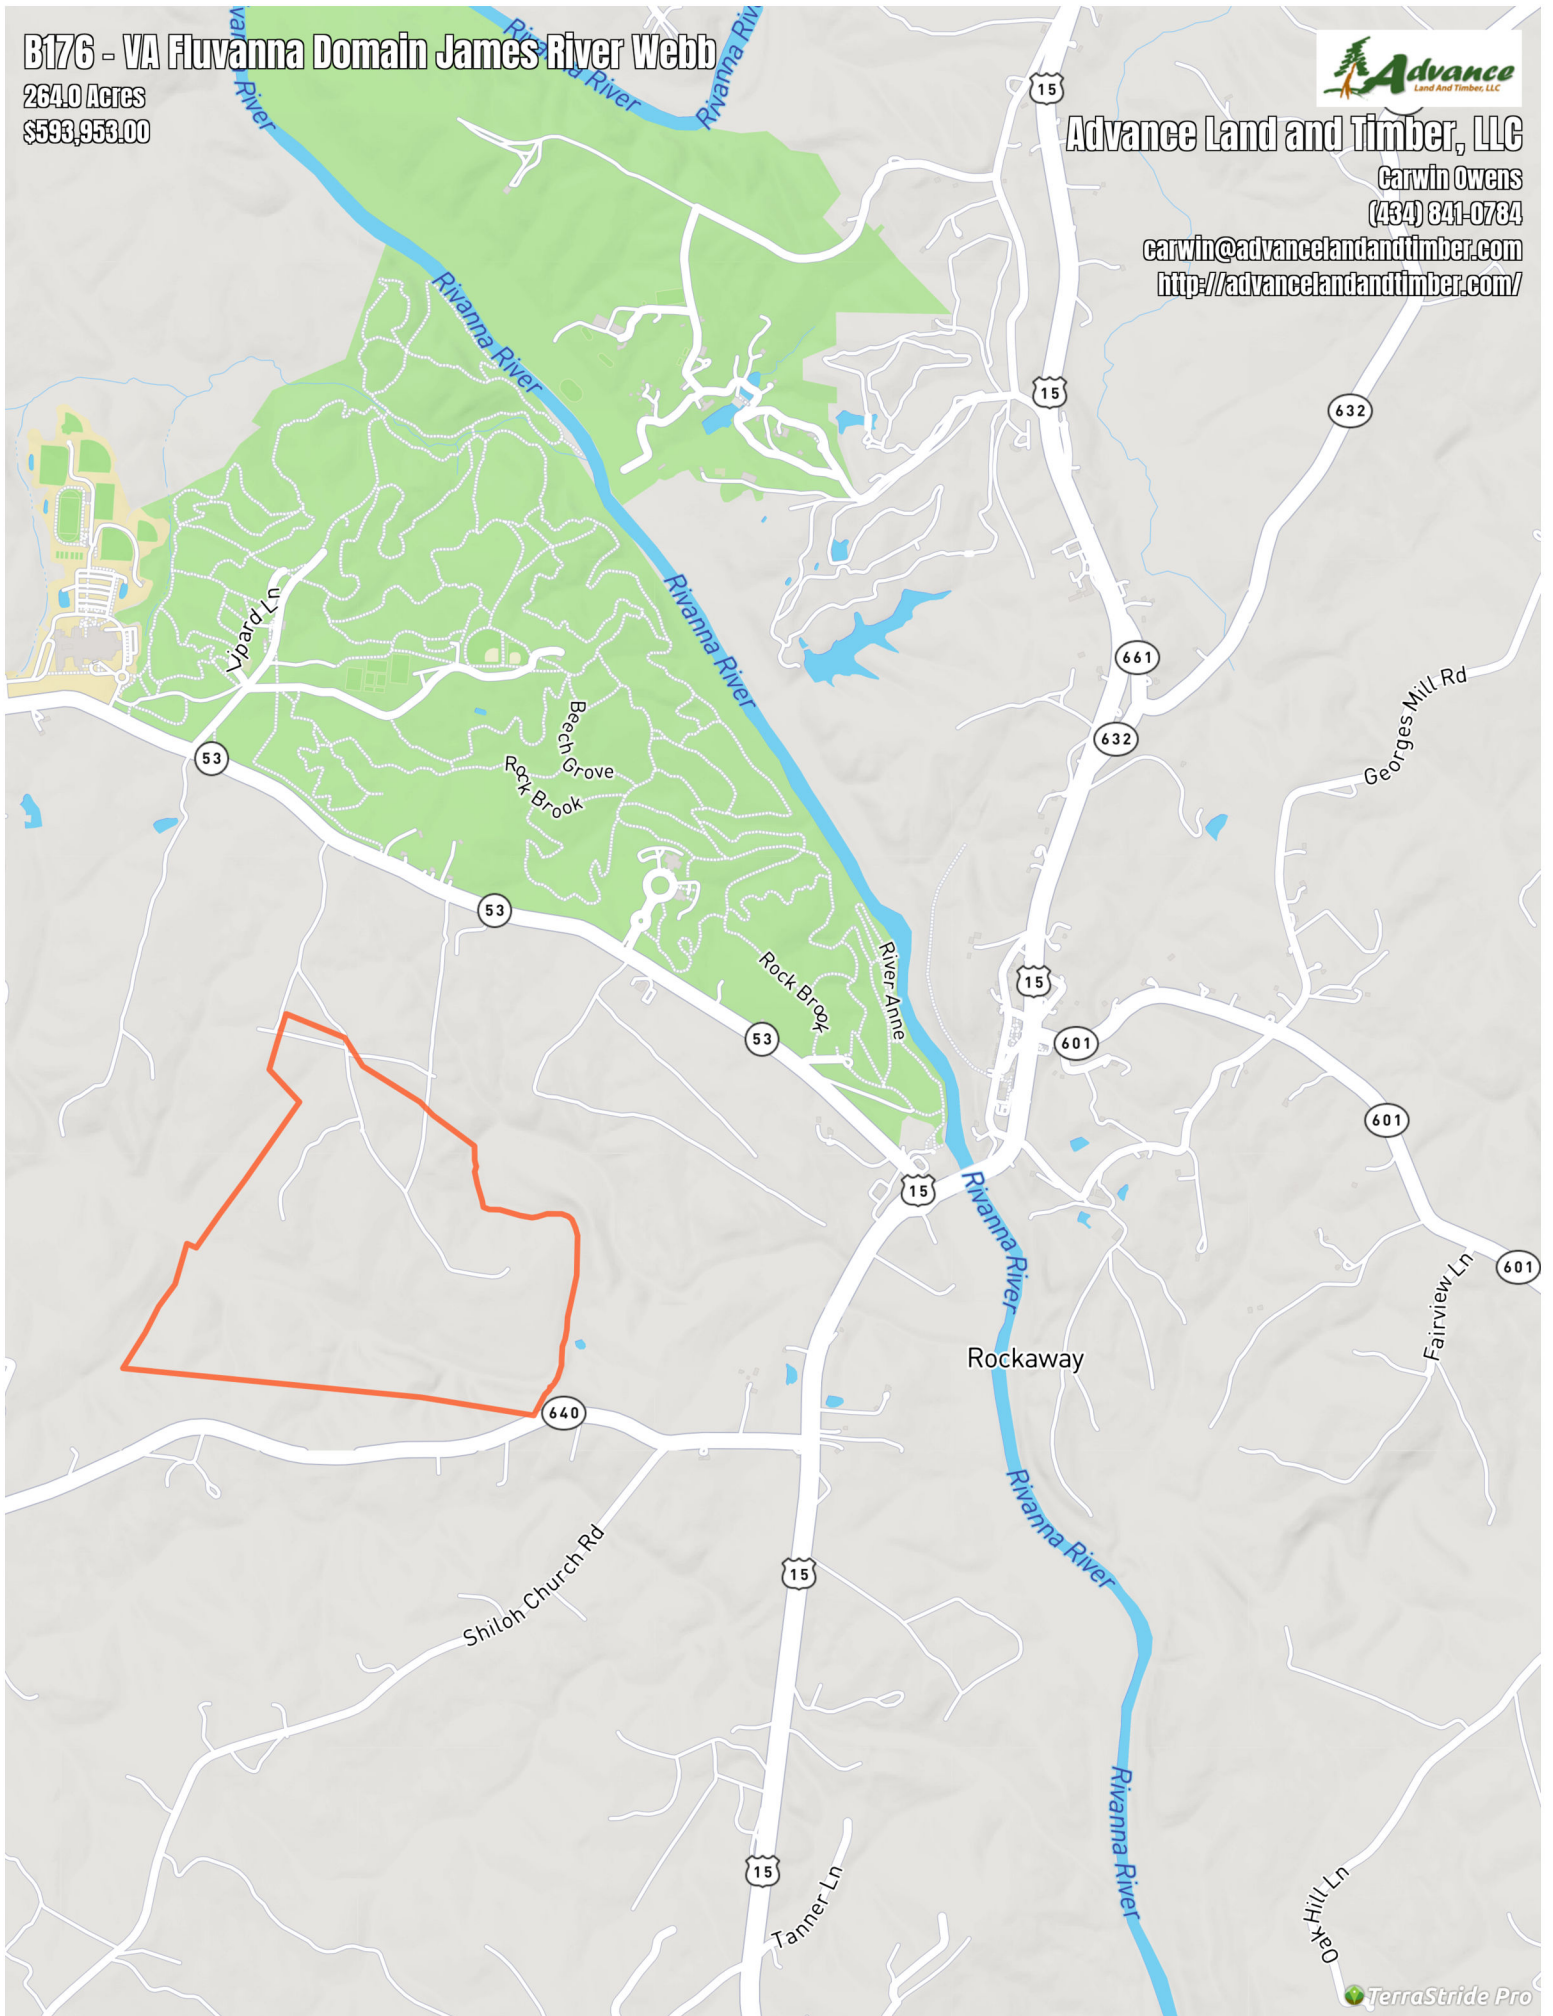 B176 - VA Fluvanna Domain James River Webb
264.0 Acres
$593,953.00
Advance
Land And Timber, LLC
Advance Land and Timber, LLC
Carwin Owens
(434) 841-0784
carwin@advancelandandtimber.com
http://advancelandandtimber.com/
Rivanna River
Rivanna River
15
Rivanna River
15
632
Rivanna River
Lipard Ln
661
Georges Mill Rd
632
53
Beech Grove
Rock Brook
53
River Anne
Rock Brook
15
53
601
601
15
Rivanna River
601
Fairview Ln
Rockaway
640
Rivanna River
Shiloh Church Rd
15
Rivanna River
15
Tanner Ln
Oak Hill Ln
TerraStride Pro